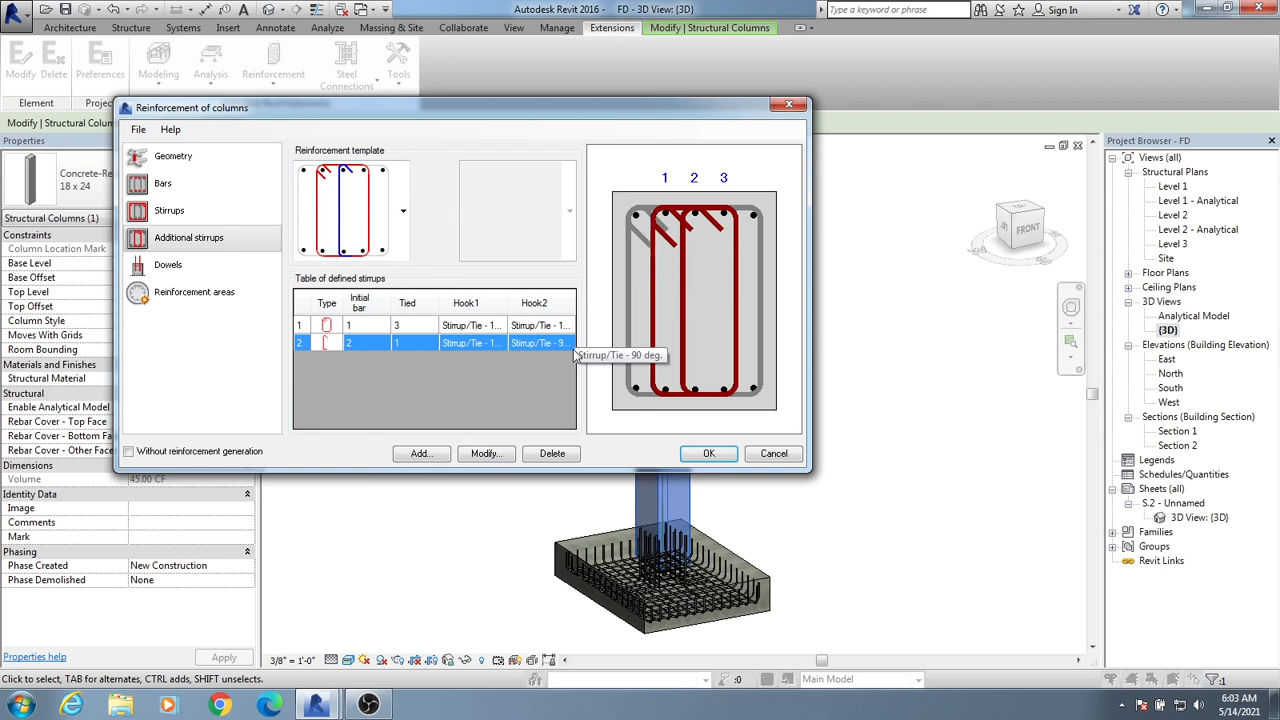 Autodesk Revit 2016 - FD - 3D View: {3D}
Type a keyword or phrase
Sign In
Architecture Structure Systems Insert Annotate Analyze Massing & Site Collaborate View Manage Extensions Modify | Structural Columns
Modify Delete Preferences Modeling Analysis Reinforcement Steel Connections Tools
Element
Modify | Structural Colum
Properties
Concrete-Re
18 x 24
Structural Columns (1)
Constraints
Column Location Mark
Base Level
Base Offset
Top Level
Top Offset
Column Style
Moves With Grids
Room Bounding
Materials and Finishes
Structural Material
Structural
Enable Analytical Model
Rebar Cover - Top Face
Rebar Cover - Bottom Fa
Rebar Cover - Other Face
Dimensions
Volume 45.00 CF
Identity Data
Image
Comments
Mark
Phasing
Phase Created New Construction
Phase Demolished None
Properties help
Apply
Reinforcement of columns
File Help
Geometry
Bars
Stirrups
Additional stirrups
Dowels
Reinforcement areas
Reinforcement template
Table of defined stirrups
Type Initial bar Tied Hook1 Hook2
1 1 3 Stirrup/Tie - 1... Stirrup/Tie - 1...
2 2 1 Stirrup/Tie - 1... Stirrup/Tie - 9...
Stirrup/Tie - 90 deg.
1 2 3
Without reinforcement generation
Add... Modify... Delete OK Cancel
FRONT
Project Browser - FD
Views (all)
Structural Plans
Level 1
Level 1 - Analytical
Level 2
Level 2 - Analytical
Level 3
Site
Floor Plans
3D Views
Analytical Model
{3D}
Elevations (Building Elevation)
East
North
South
West
Sections (Building Section)
Section 1
Section 2
Legends
Schedules/Quantities
Sheets (all)
S.2 - Unnamed
3D View: {3D}
Families
Groups
Revit Links
3/8" = 1'-0"
Click to select, TAB for alternates, CTRL adds, SHIFT unselects.
:0
Main Model
:1
6:03 AM
5/14/2021